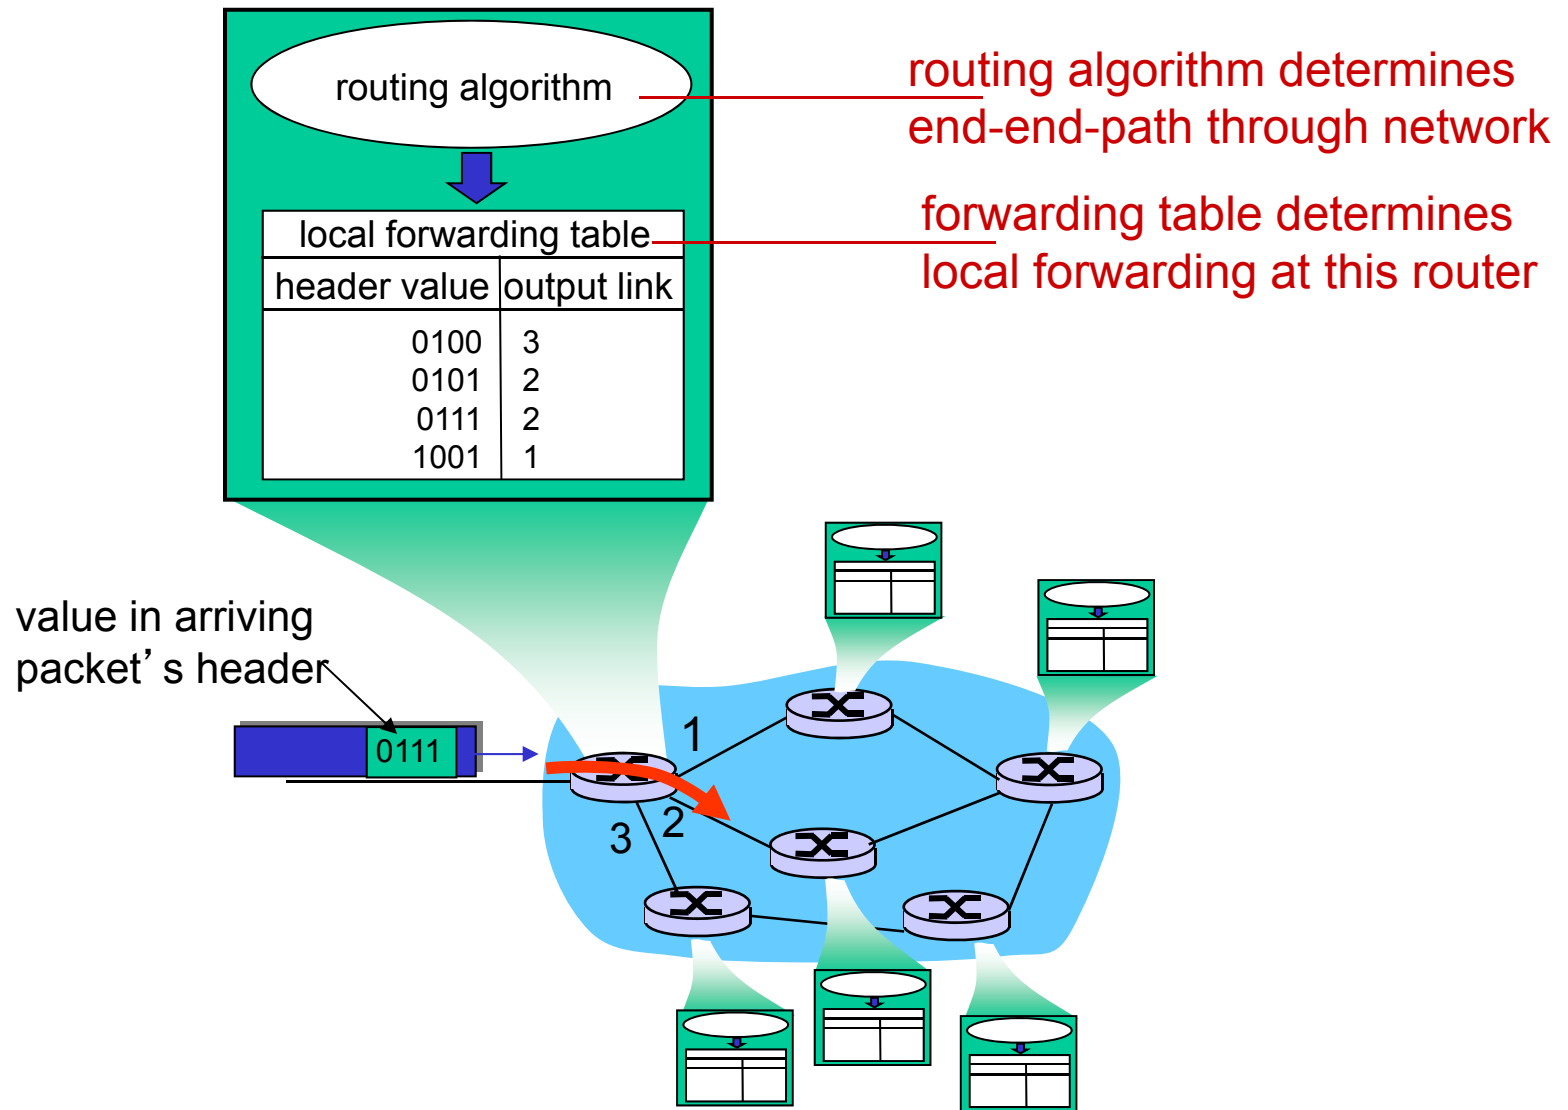 routing algorithm
routing algorithm determines
end-end-path through network
local forwarding table
forwarding table determines
local forwarding at this router
header value output link
0100 3
0101 2
0111 2
1001 1
value in arriving
packet’s header
0111
1
2
3